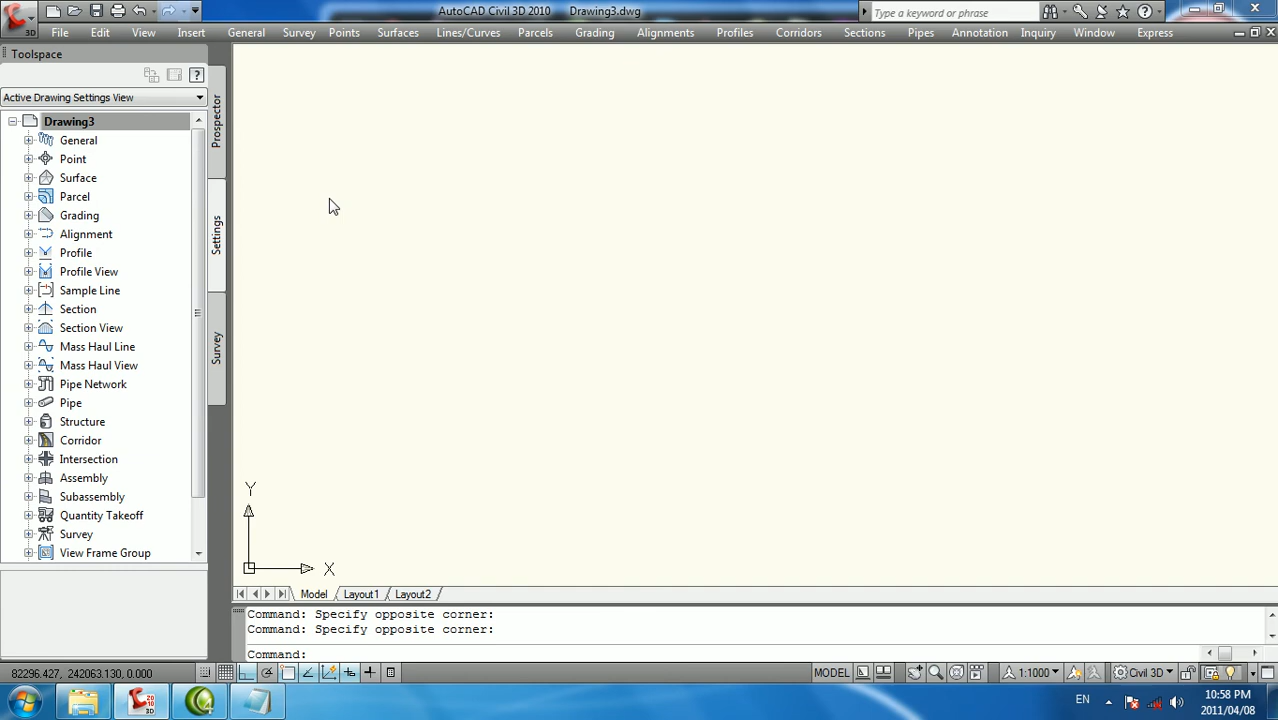 AutoCAD Civil 3D 2010 Drawing3.dwg
Type a keyword or phrase
3D
File Edit View Insert General Survey Points Surfaces Lines/Curves Parcels Grading Alignments Profiles Corridors Sections Pipes Annotation Inquiry Window Express
Toolspace
?
Active Drawing Settings View
Drawing3
General
Point
Surface
Parcel
Grading
Alignment
Profile
Profile View
Sample Line
Section
Section View
Mass Haul Line
Mass Haul View
Pipe Network
Pipe
Structure
Corridor
Intersection
Assembly
Subassembly
Quantity Takeoff
Survey
View Frame Group
Prospector
Settings
Survey
Y
X
Model Layout1 Layout2
Command: Specify opposite corner:
Command: Specify opposite corner:
Command:
82296.427, 242063.130, 0.000
MODEL
1:1000
Civil 3D
EN
10:58 PM
2011/04/08